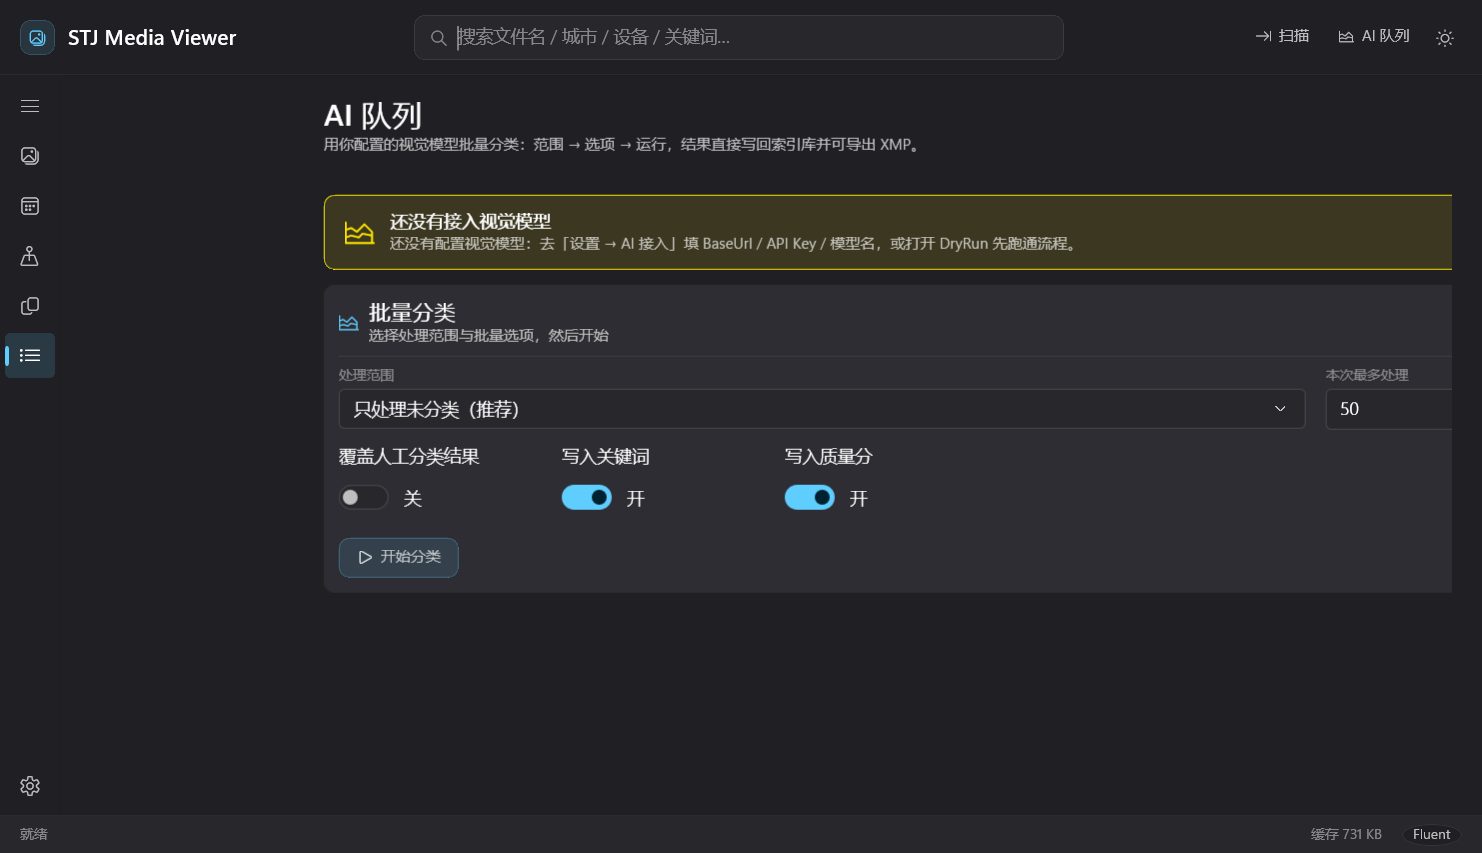 STJ Media Viewer
搜索文件名 / 城市 / 设备 / 关键词...
扫描
AI 队列
AI 队列
用你配置的视觉模型批量分类：范围 → 选项 → 运行，结果直接写回索引库并可导出 XMP。
还没有接入视觉模型
还没有配置视觉模型：去「设置 → AI 接入」填 BaseUrl / API Key / 模型名，或打开 DryRun 先跑通流程。
批量分类
选择处理范围与批量选项，然后开始
处理范围
本次最多处理
只处理未分类（推荐）
50
覆盖人工分类结果
写入关键词
写入质量分
关
开
开
开始分类
就绪
缓存 731 KB
Fluent